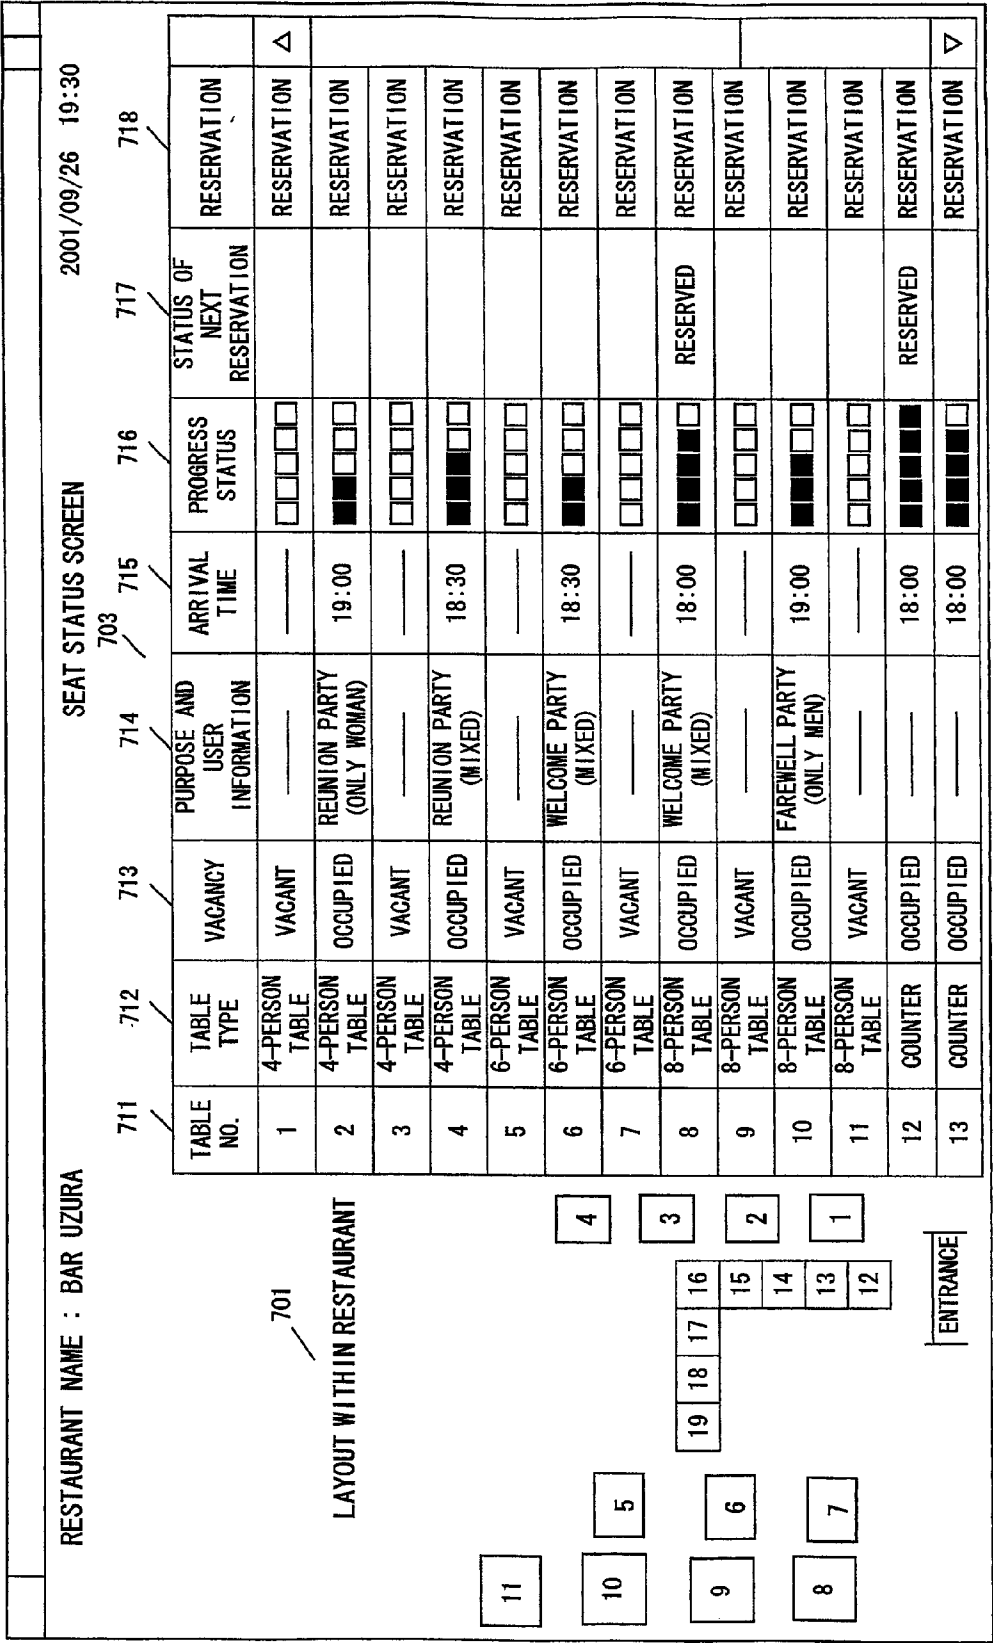 RESTAURANT NAME : BAR UZURA
SEAT STATUS SCREEN
2001/09/26 19:30
701
LAYOUT WITHIN RESTAURANT
11
10
9
8
5
6
7
19 18 17 16
15
14
13
12
4
3
2
1
ENTRANCE
703
711 712 713 714 715 716 717 718
TABLE NO. TABLE TYPE VACANCY PURPOSE AND USER INFORMATION ARRIVAL TIME PROGRESS STATUS STATUS OF NEXT RESERVATION RESERVATION
1 4-PERSON TABLE VACANT RESERVATION
2 4-PERSON TABLE OCCUPIED REUNION PARTY (ONLY WOMAN) 19:00 RESERVATION
3 4-PERSON TABLE VACANT RESERVATION
4 4-PERSON TABLE OCCUPIED REUNION PARTY (MIXED) 18:30 RESERVATION
5 6-PERSON TABLE VACANT RESERVATION
6 6-PERSON TABLE OCCUPIED WELCOME PARTY (MIXED) 18:30 RESERVATION
7 6-PERSON TABLE VACANT RESERVATION
8 8-PERSON TABLE OCCUPIED WELCOME PARTY (MIXED) 18:00 RESERVED RESERVATION
9 8-PERSON TABLE VACANT RESERVATION
10 8-PERSON TABLE OCCUPIED FAREWELL PARTY (ONLY MEN) 19:00 RESERVATION
11 8-PERSON TABLE VACANT RESERVATION
12 COUNTER OCCUPIED 18:00 RESERVED RESERVATION
13 COUNTER OCCUPIED 18:00 RESERVATION